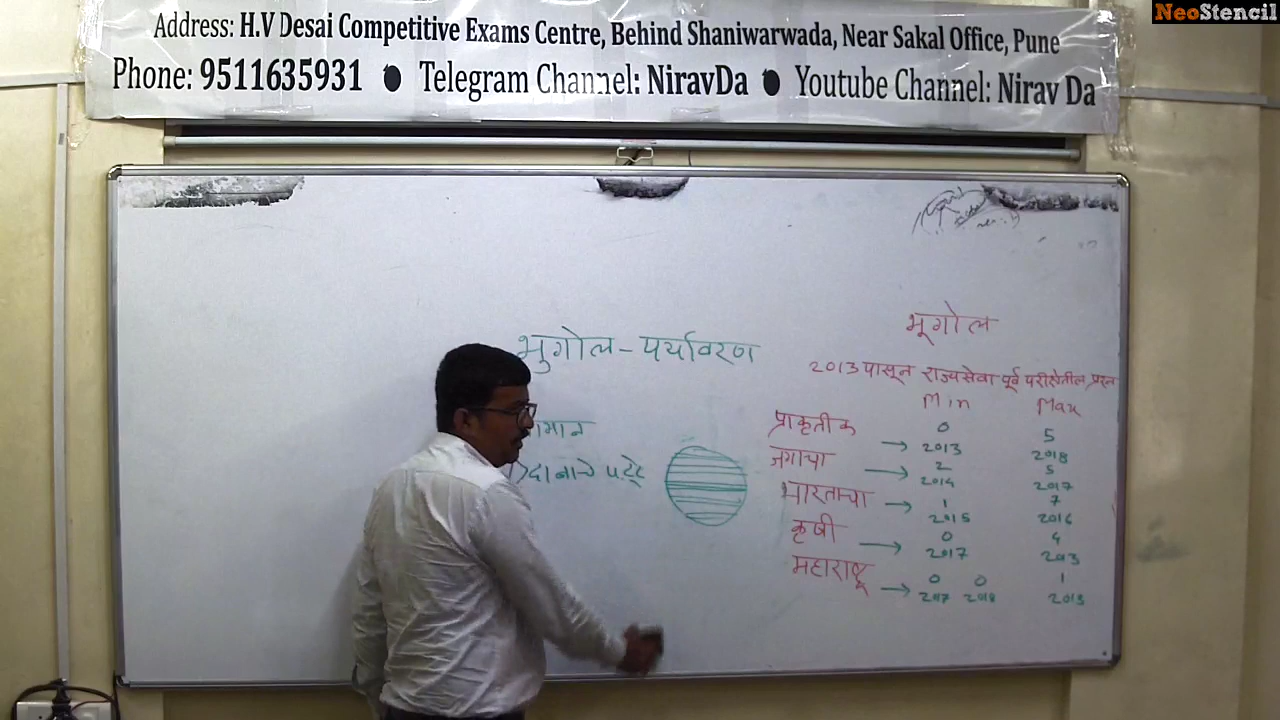 NeoStencil
Address: H.V Desai Competitive Exams Centre, Behind Shaniwarwada, Near Sakal Office, Pune
Phone: 9511635931 ● Telegram Channel: NiravDa ● Youtube Channel: Nirav Da
भुगोल - पर्यावरण
भूगोल
2013 पासून राज्यसेवा पूर्व परीक्षेतील प्रश्न
Min Max
प्राकृतीक → 0 5
2013 2018
जगाचा → 2 5
2014 2017
भारताचा → 1 7
2015 2016
कृषी → 0 4
2017 2013
महाराष्ट्र → 0 0 1
2017 2018 2013
मान
दाबाचे पट्टे